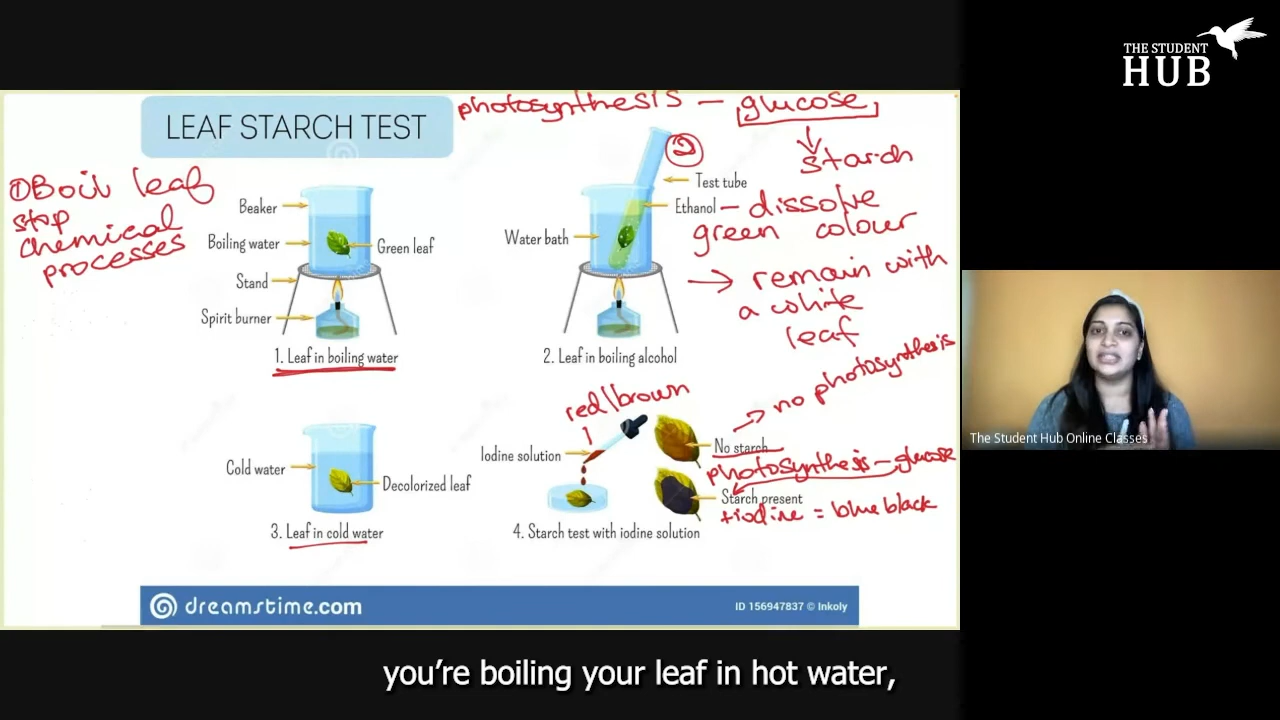 THE STUDENT
HUB
LEAF STARCH TEST
photosynthesis - glucose
starch
① Boil leaf
stop
chemical
processes
Beaker
Boiling water
Green leaf
Stand
Spirit burner
1. Leaf in boiling water
②
Test tube
Ethanol - dissolve
green colour
Water bath
→ remain with
a white
leaf
2. Leaf in boiling alcohol
Cold water
Decolorized leaf
3. Leaf in cold water
red/brown
→ no photosynthesis
Iodine solution
No starch
photosynthesis - glucose
Starch present
+iodine = blue black
4. Starch test with iodine solution
dreamstime.com
ID 156947837 © Inkoly
The Student Hub Online Classes
you're boiling your leaf in hot water,